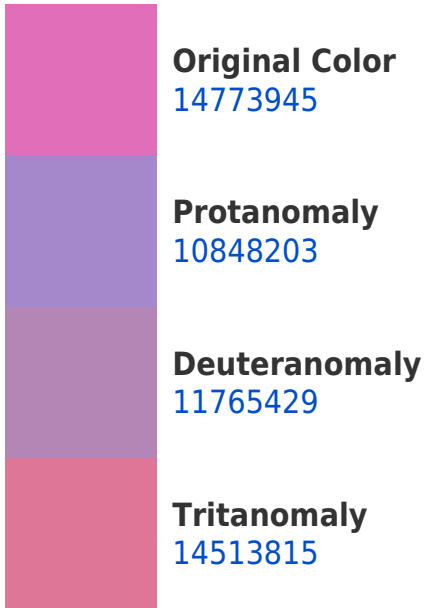 Original Color
14773945
Protanomaly
10848203
Deuteranomaly
11765429
Tritanomaly
14513815